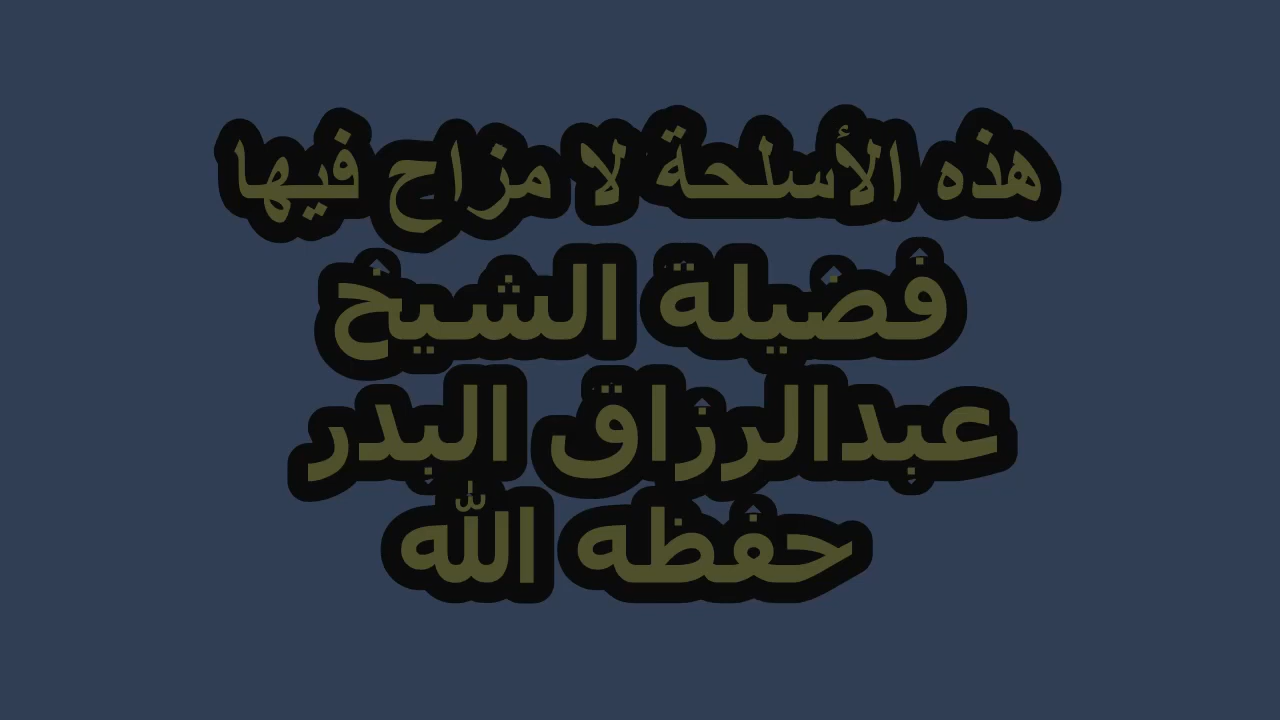 هذه الأسلحة لا مزاح فيها
فضيلة الشيخ
عبدالرزاق البدر
حفظه الله